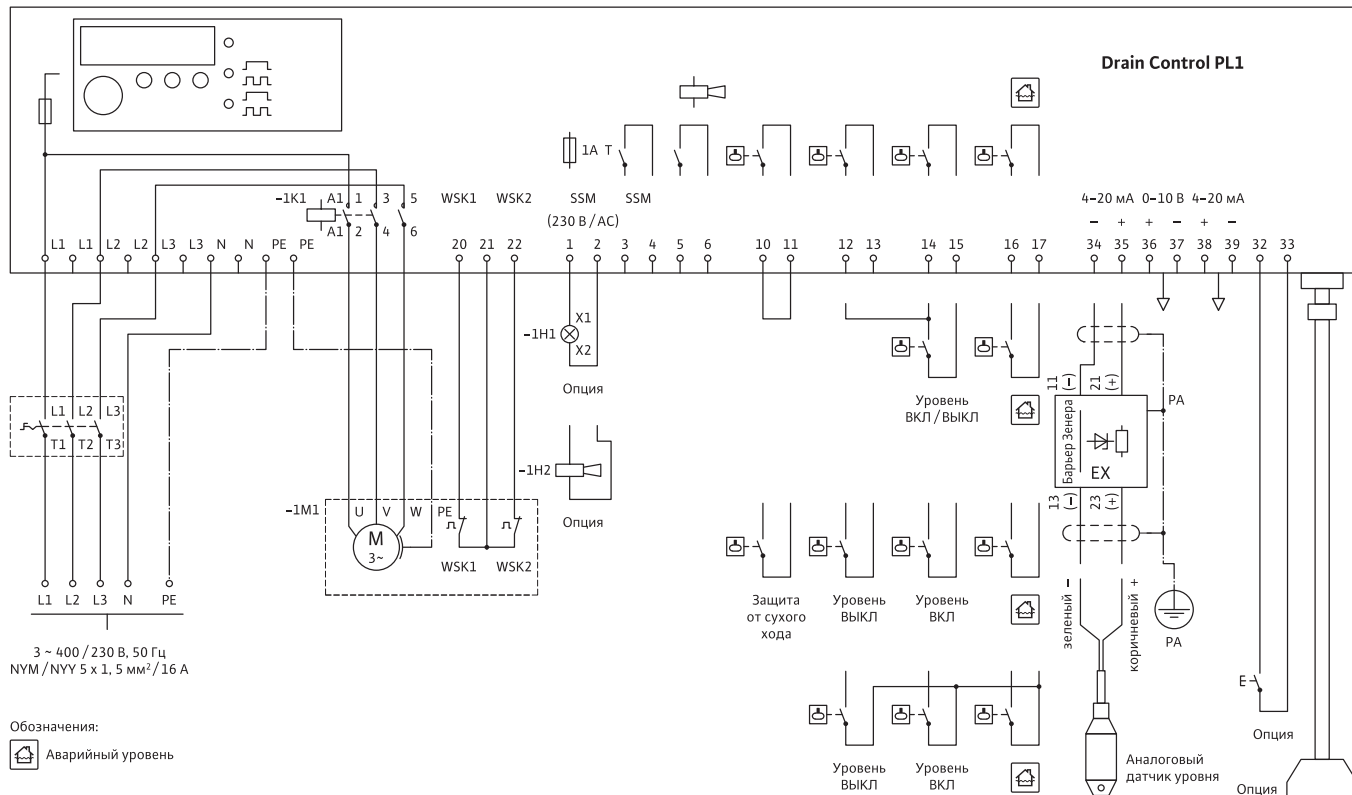 Drain Control PL1
1A T
-1K1
A1 1 3 5
A1 2 4 6
WSK1 WSK2 SSM SSM
(230 В / AC)
4–20 мА 0–10 В 4–20 мА
– + + – + –
L1 L1 L2 L2 L3 L3 N N PE PE
20 21 22 1 2 3 4 5 6 10 11 12 13 14 15 16 17 34 35 36 37 38 39 32 33
-1H1
X1
X2
Опция
Уровень
ВКЛ / ВЫКЛ
11 (–)
21 (+)
PA
Барьер Зенера
EX
13 (–)
23 (+)
L1 L2 L3
T1 T2 T3
-1H2
Опция
-1M1
U V W PE
M
3~
WSK1 WSK2
L1 L2 L3 N PE
3 ~ 400 / 230 В, 50 Гц
NYM / NYY 5 x 1, 5 мм² / 16 А
Защита
от сухого
хода
Уровень
ВЫКЛ
Уровень
ВКЛ
зеленый –
коричневый +
PA
E
Опция
Обозначения:
Аварийный уровень
Уровень
ВЫКЛ
Уровень
ВКЛ
Аналоговый
датчик уровня
Опция